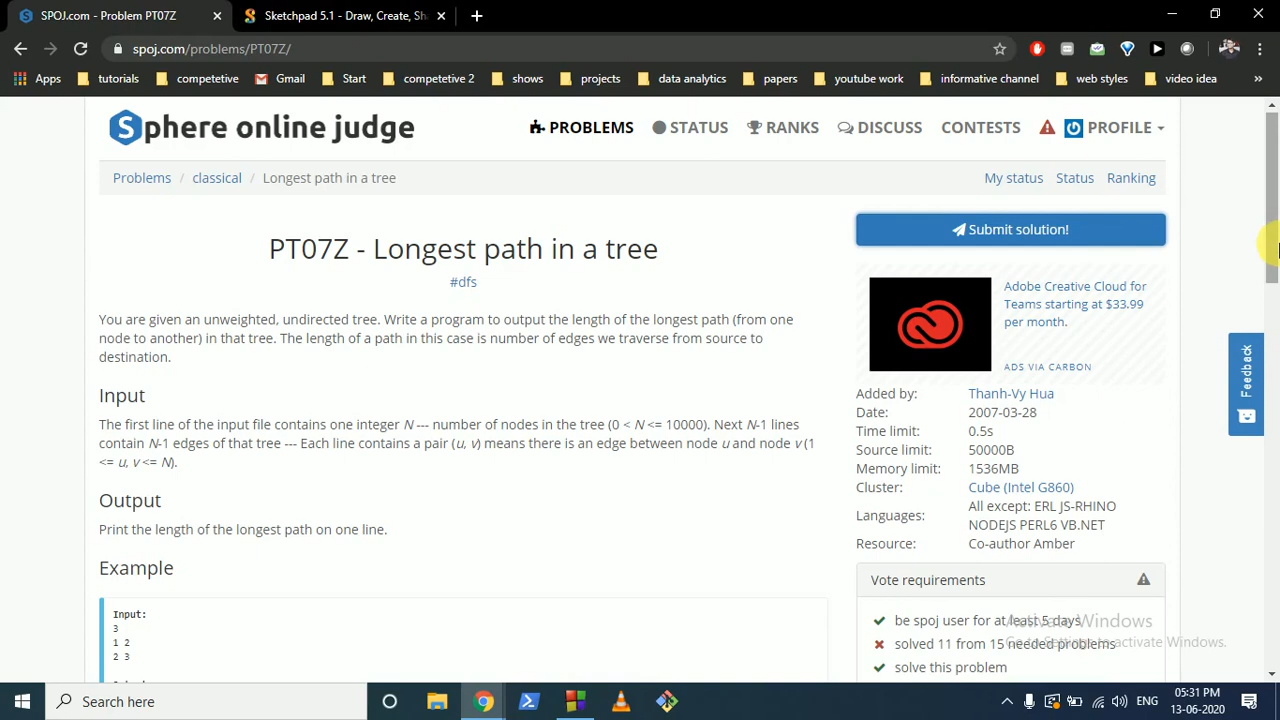 SPOJ.com - Problem PT07Z
Sketchpad 5.1 - Draw, Create, Sh
spoj.com/problems/PT07Z/
Apps tutorials competetive Gmail Start competetive 2 shows projects data analytics papers youtube work informative channel web styles video idea »
Sphere online judge
PROBLEMS STATUS RANKS DISCUSS CONTESTS PROFILE
Problems / classical / Longest path in a tree
My status Status Ranking
PT07Z - Longest path in a tree
#dfs
You are given an unweighted, undirected tree. Write a program to output the length of the longest path (from one
node to another) in that tree. The length of a path in this case is number of edges we traverse from source to
destination.
Input
The first line of the input file contains one integer N --- number of nodes in the tree (0 < N <= 10000). Next N-1 lines
contain N-1 edges of that tree --- Each line contains a pair (u, v) means there is an edge between node u and node v (1
<= u, v <= N).
Output
Print the length of the longest path on one line.
Example
Input:
3
1 2
2 3
Submit solution!
Adobe Creative Cloud for
Teams starting at $33.99
per month.
ADS VIA CARBON
Added by: Thanh-Vy Hua
Date: 2007-03-28
Time limit: 0.5s
Source limit: 50000B
Memory limit: 1536MB
Cluster: Cube (Intel G860)
Languages: All except: ERL JS-RHINO
NODEJS PERL6 VB.NET
Resource: Co-author Amber
Vote requirements
be spoj user for at least 5 days
solved 11 from 15 needed problems
solve this problem
Feedback
Activate Windows
Go to Settings to activate Windows.
Search here
ENG
05:31 PM
13-06-2020